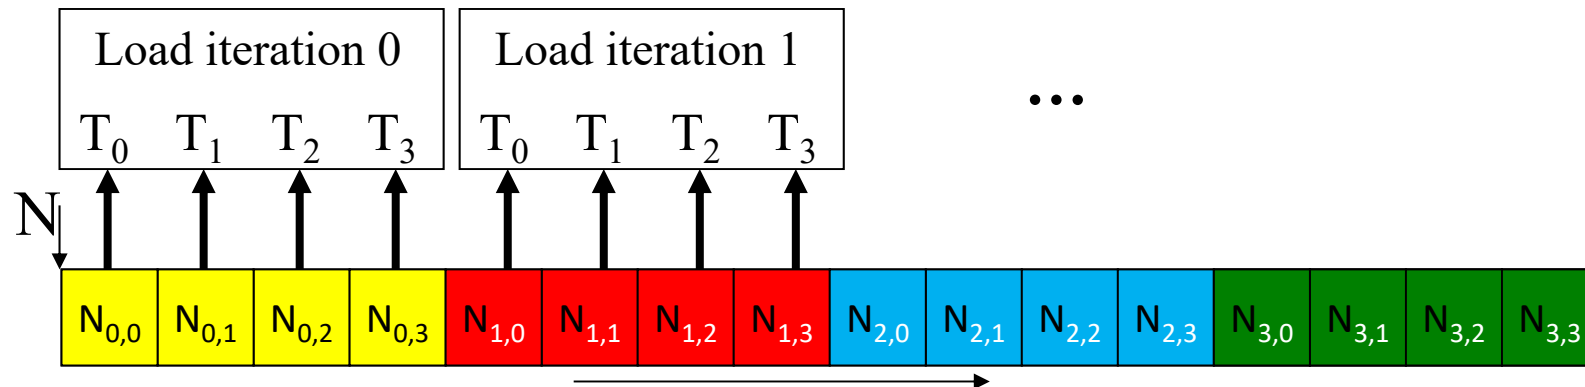 Load iteration 0
T₀ T₁ T₂ T₃
Load iteration 1
T₀ T₁ T₂ T₃
...
N
N₀,₀ N₀,₁ N₀,₂ N₀,₃ N₁,₀ N₁,₁ N₁,₂ N₁,₃ N₂,₀ N₂,₁ N₂,₂ N₂,₃ N₃,₀ N₃,₁ N₃,₂ N₃,₃